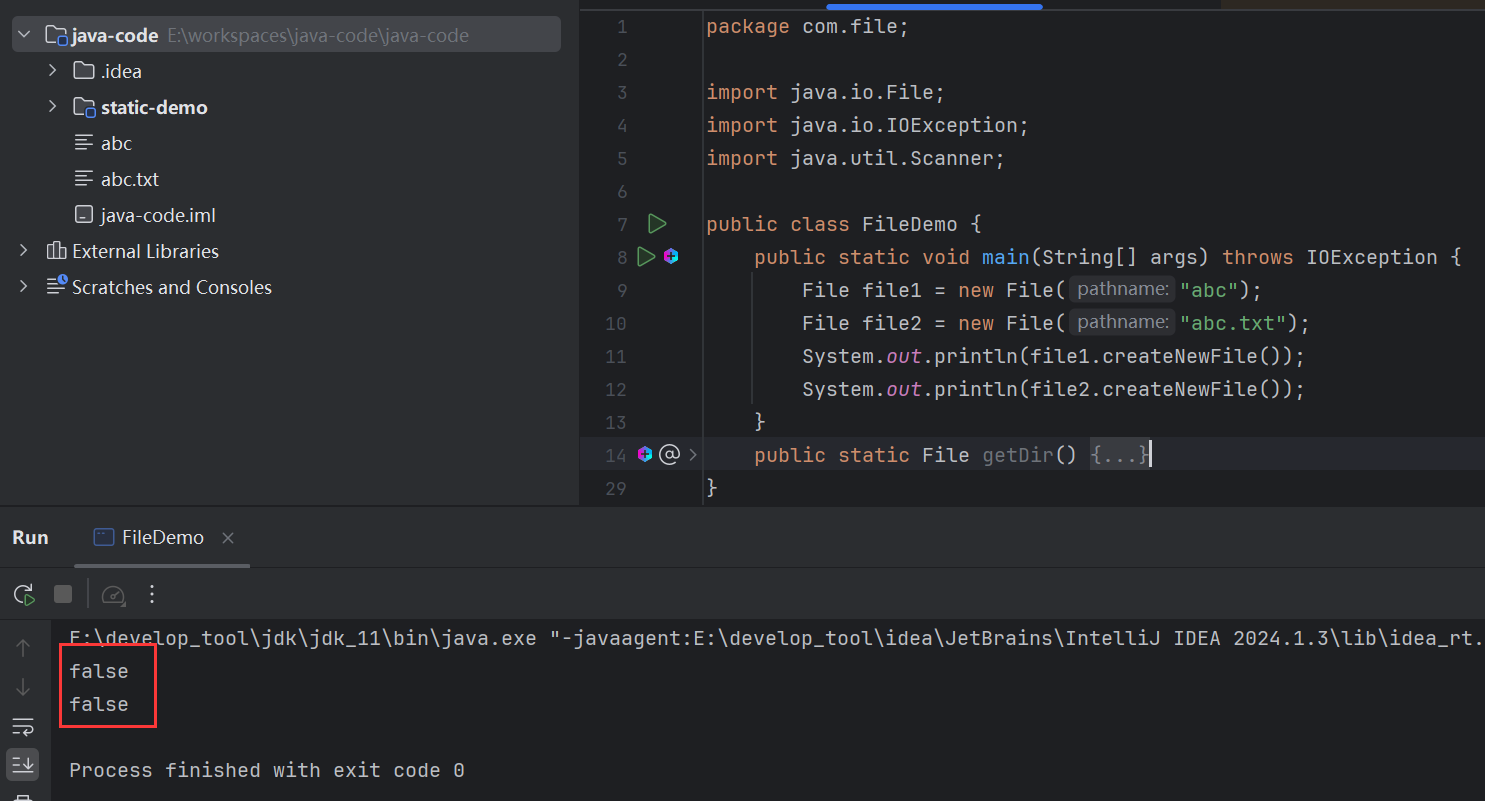 java-code E:\workspaces\java-code\java-code
.idea
static-demo
abc
abc.txt
java-code.iml
External Libraries
Scratches and Consoles
1 package com.file;
2
3 import java.io.File;
4 import java.io.IOException;
5 import java.util.Scanner;
6
7 public class FileDemo {
8 public static void main(String[] args) throws IOException {
9 File file1 = new File( pathname: "abc");
10 File file2 = new File( pathname: "abc.txt");
11 System.out.println(file1.createNewFile());
12 System.out.println(file2.createNewFile());
13 }
14 @ public static File getDir() {...}
29 }
Run FileDemo
E:\develop_tool\jdk\jdk_11\bin\java.exe "-javaagent:E:\develop_tool\idea\JetBrains\IntelliJ IDEA 2024.1.3\lib\idea_rt.
false
false
Process finished with exit code 0